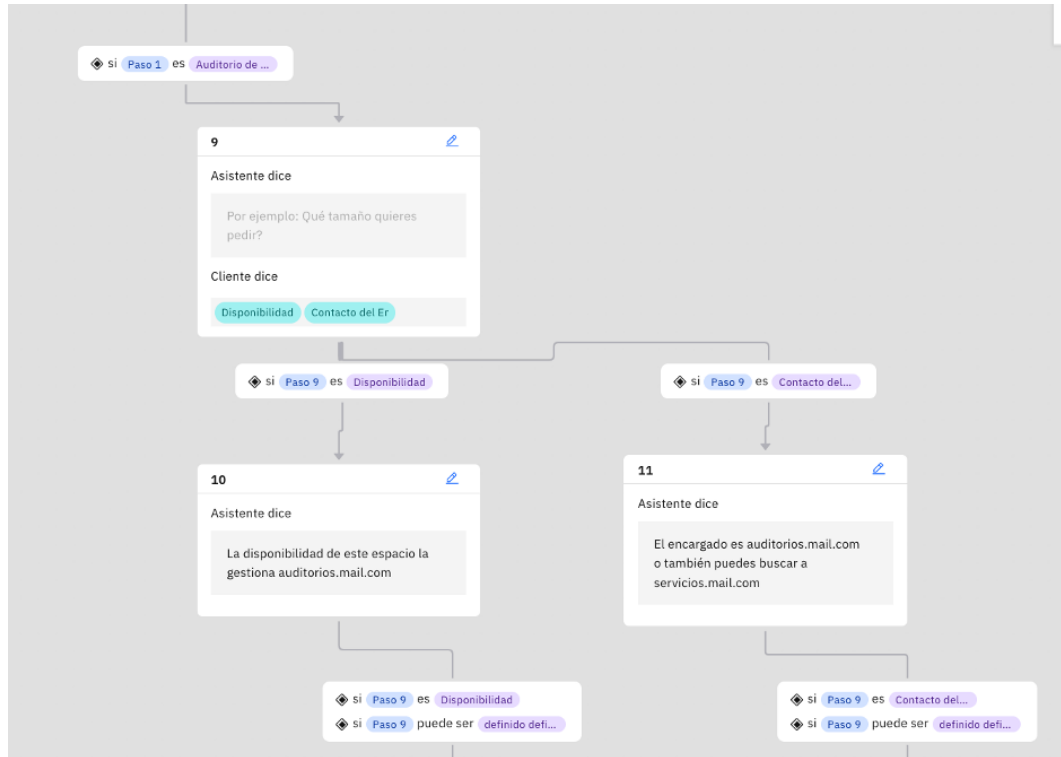 si Paso 1 es Auditorio de ...
9
Asistente dice
Por ejemplo: Qué tamaño quieres
pedir?
Cliente dice
Disponibilidad Contacto del Er
si Paso 9 es Disponibilidad
si Paso 9 es Contacto del...
10
Asistente dice
La disponibilidad de este espacio la
gestiona auditorios.mail.com
11
Asistente dice
El encargado es auditorios.mail.com
o también puedes buscar a
servicios.mail.com
si Paso 9 es Disponibilidad
si Paso 9 puede ser definido defi...
si Paso 9 es Contacto del...
si Paso 9 puede ser definido defi...